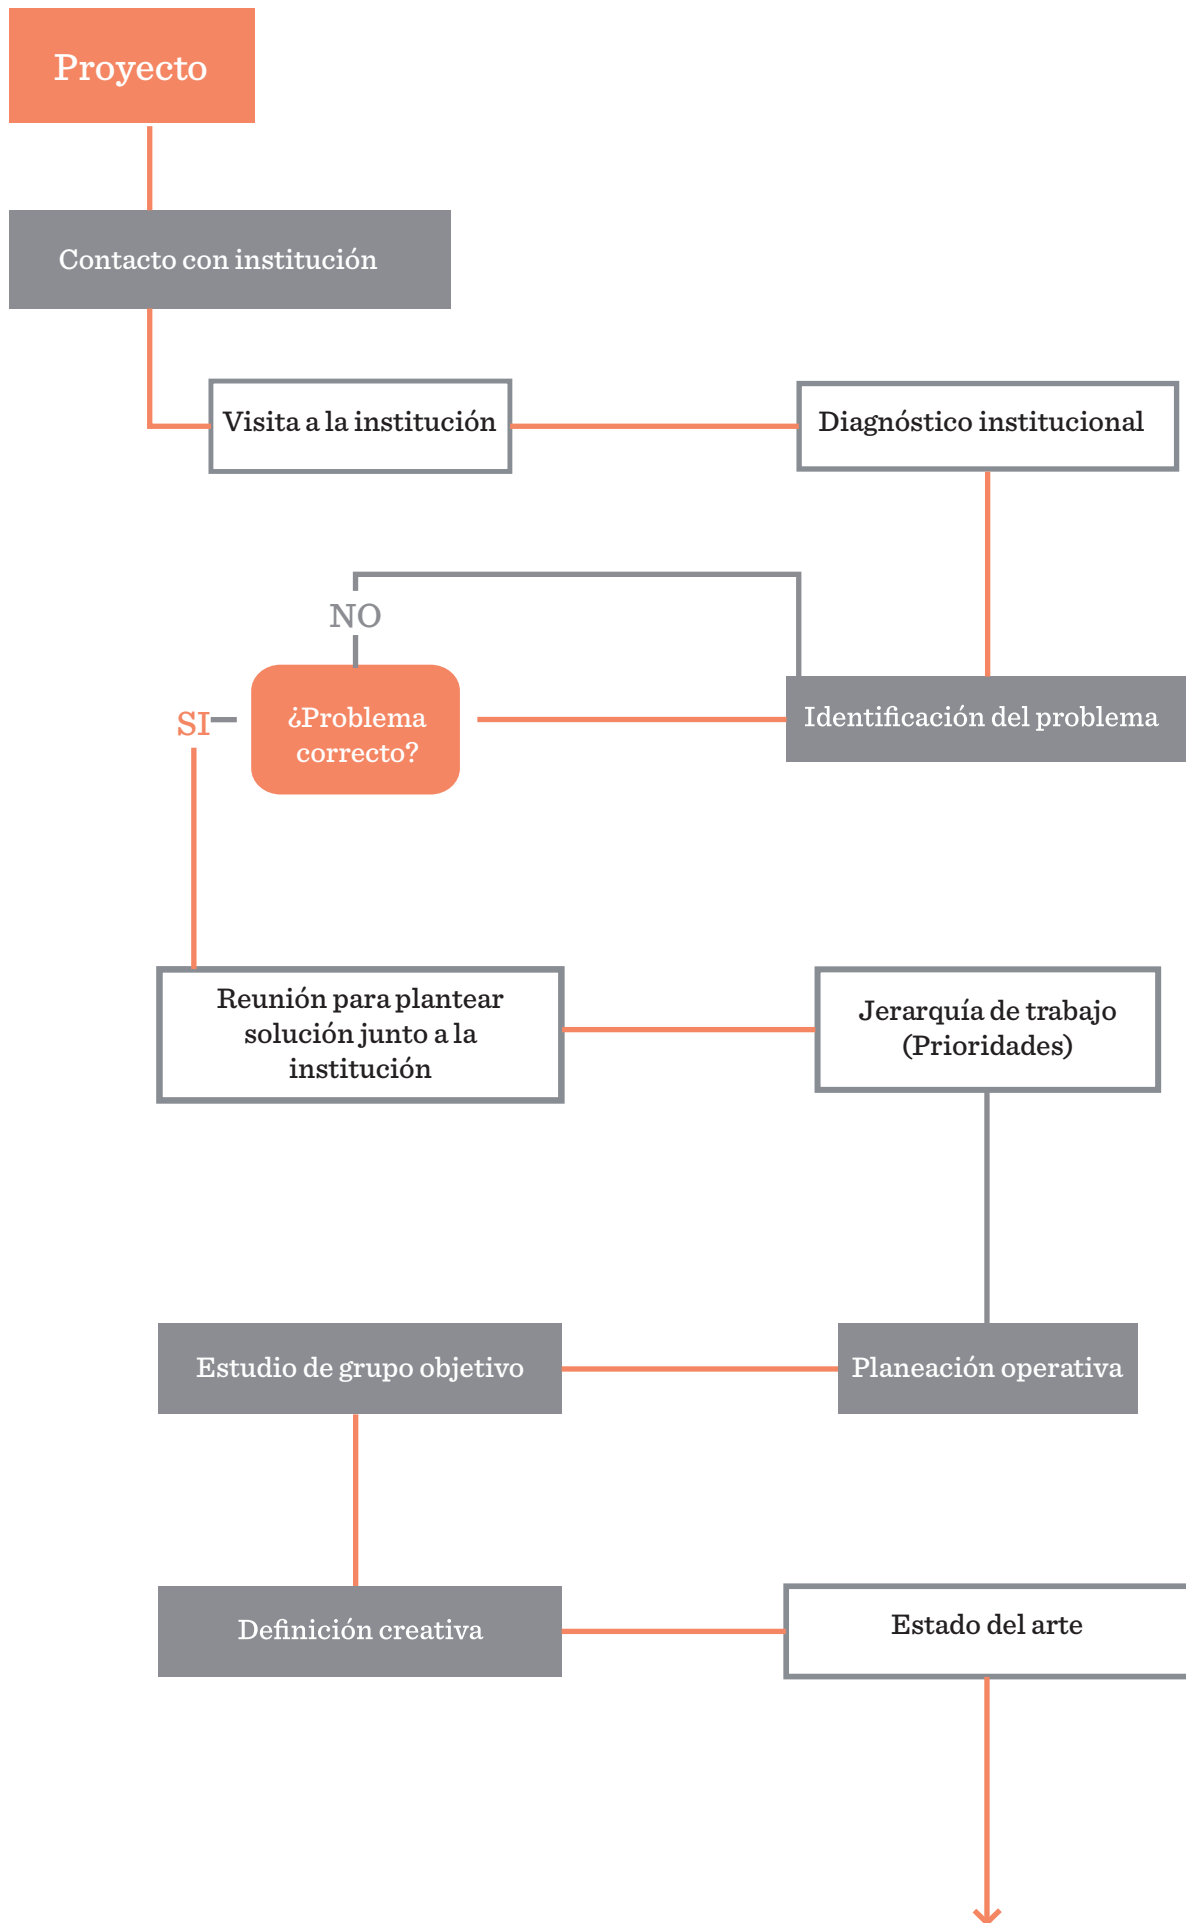 Proyecto
Contacto con institución
Visita a la institución
Diagnóstico institucional
NO
SI
¿Problema
correcto?
Identificación del problema
Reunión para plantear
solución junto a la
institución
Jerarquía de trabajo
(Prioridades)
Estudio de grupo objetivo
Planeación operativa
Definición creativa
Estado del arte